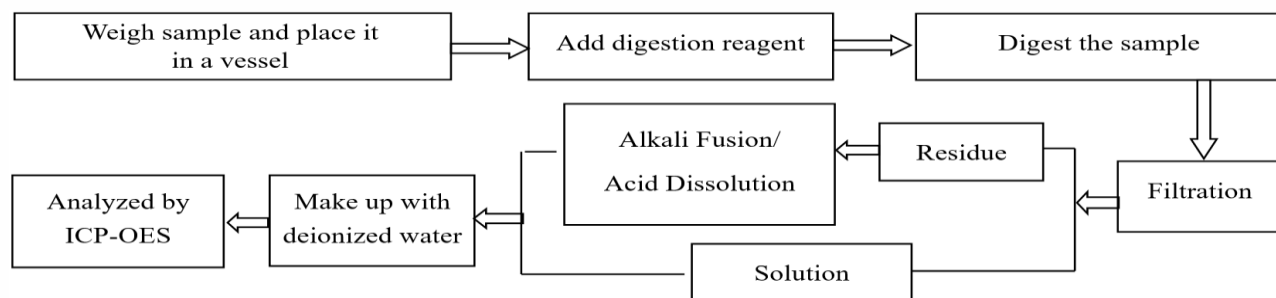 Weigh sample and place it
in a vessel
Add digestion reagent
Digest the sample
Filtration
Residue
Alkali Fusion/
Acid Dissolution
Solution
Make up with
deionized water
Analyzed by
ICP-OES